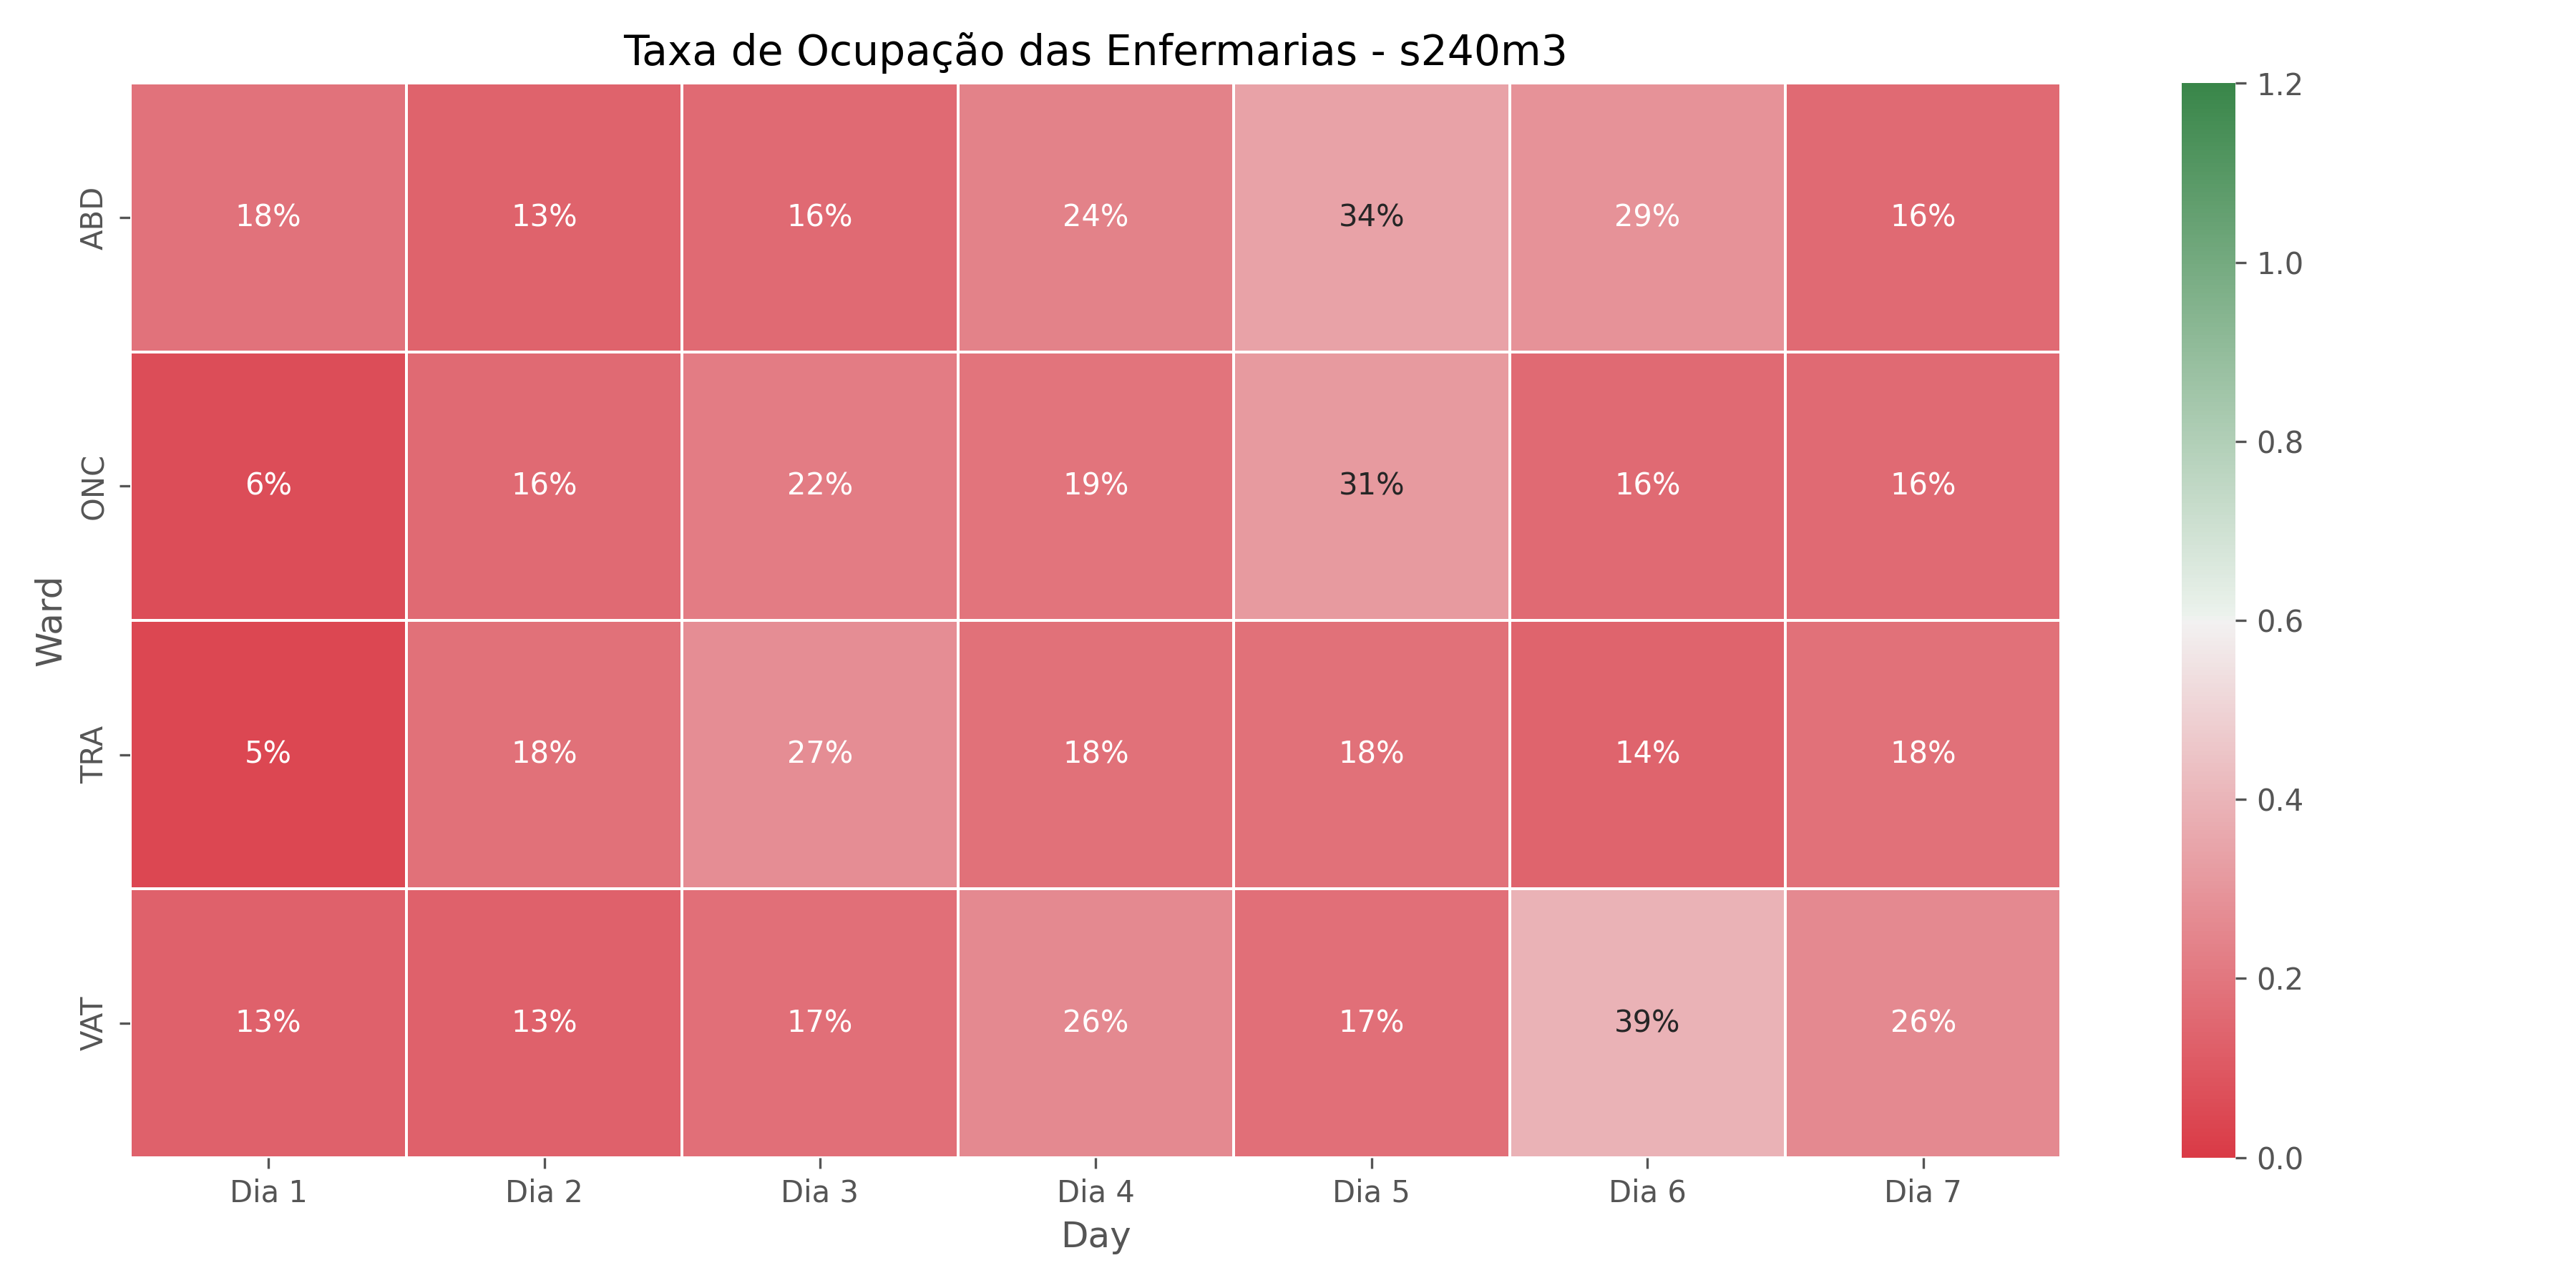 Taxa de Ocupação das Enfermarias - s240m3
Ward
ABD 18% 13% 16% 24% 34% 29% 16%
ONC 6% 16% 22% 19% 31% 16% 16%
TRA 5% 18% 27% 18% 18% 14% 18%
VAT 13% 13% 17% 26% 17% 39% 26%
Dia 1 Dia 2 Dia 3 Dia 4 Dia 5 Dia 6 Dia 7
Day
1.2
1.0
0.8
0.6
0.4
0.2
0.0